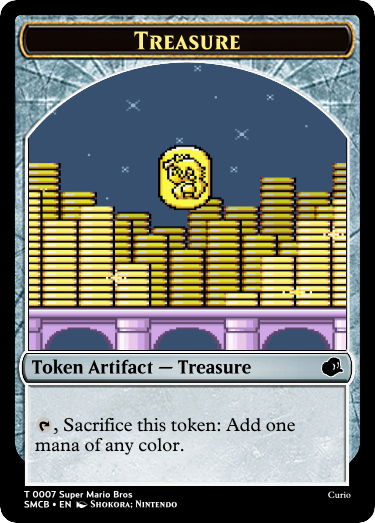 TREASURE
Token Artifact — Treasure
, Sacrifice this token: Add one
mana of any color.
T 0007 Super Mario Bros
Curio
SMCB • EN SHOKORA; NINTENDO